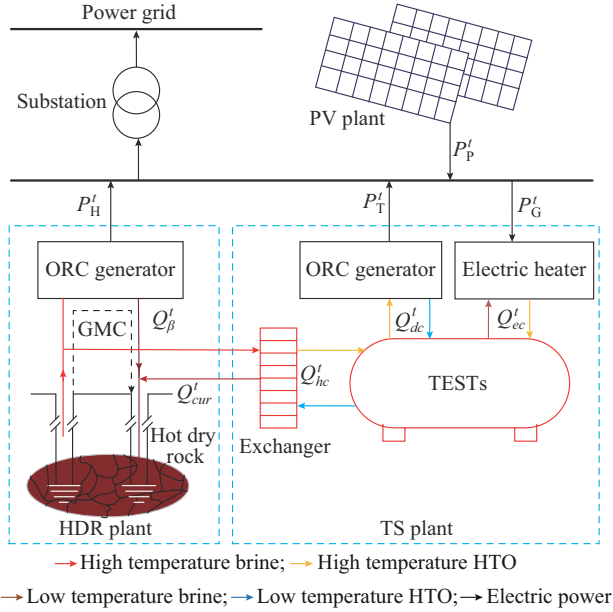 Power grid
Substation
PV plant
P_P^t
P_H^t
P_T^t
P_G^t
ORC generator
ORC generator
Electric heater
Q_β^t
GMC
Q_dc^t
Q_ec^t
Q_hc^t
TESTs
Q_cur^t
Hot dry
rock
Exchanger
HDR plant
TS plant
High temperature brine; High temperature HTO
Low temperature brine; Low temperature HTO; Electric power